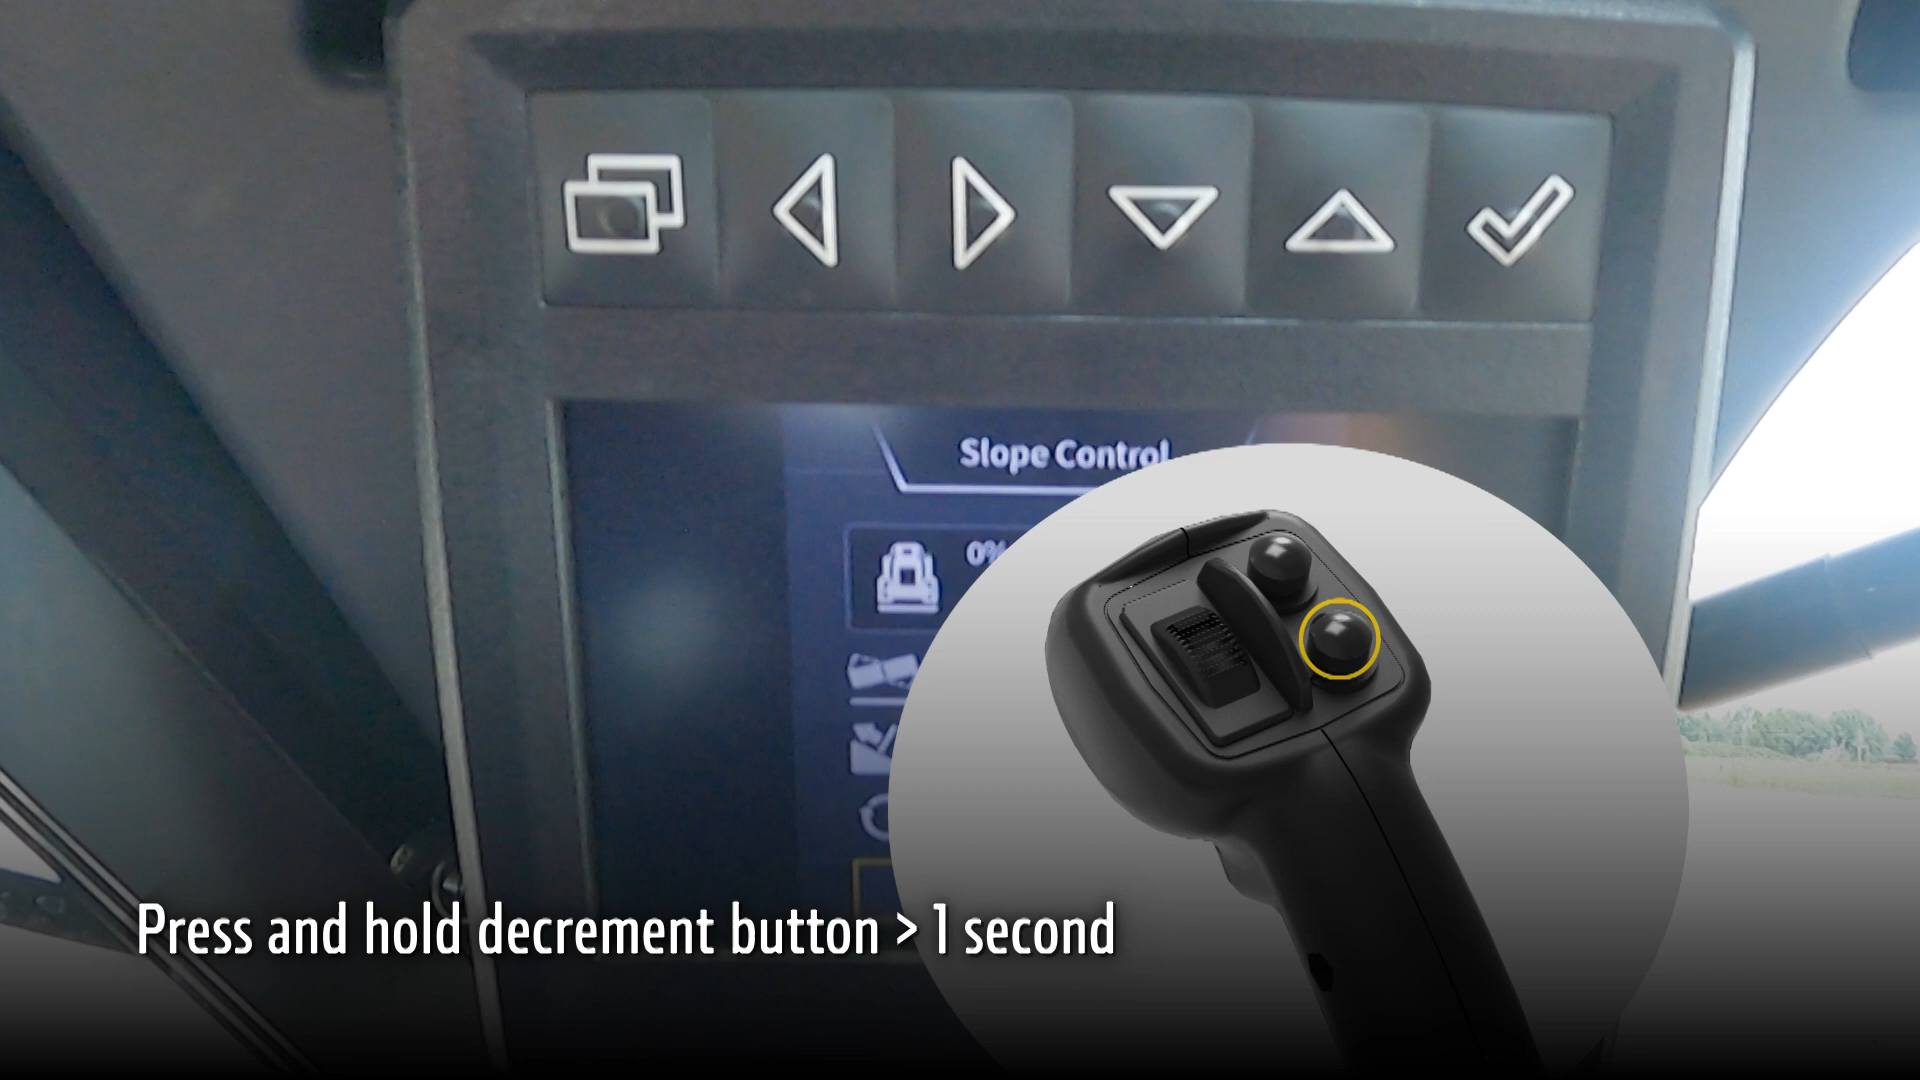 Slope Control
0%
Press and hold decrement button > 1 second